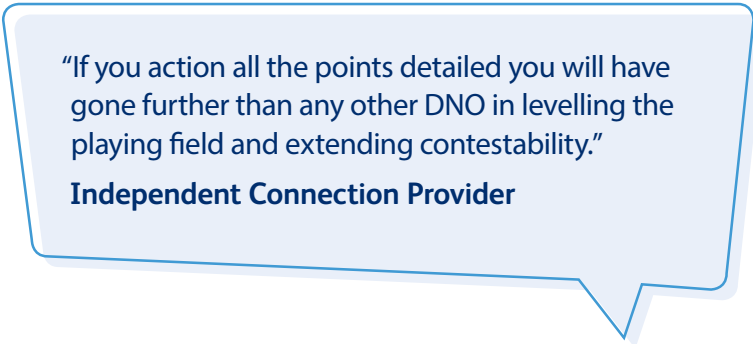 “If you action all the points detailed you will have
gone further than any other DNO in levelling the
playing field and extending contestability.”
Independent Connection Provider